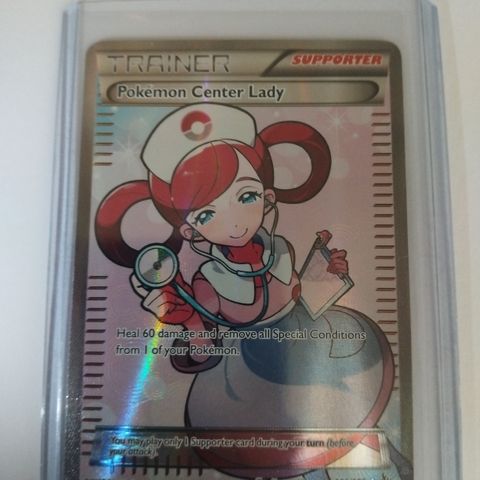 TRAINER SUPPORTER
Pokémon Center Lady
Heal 60 damage and remove all Special Conditions
from 1 of your Pokémon.
You may play only 1 Supporter card during your turn (before
your attack).